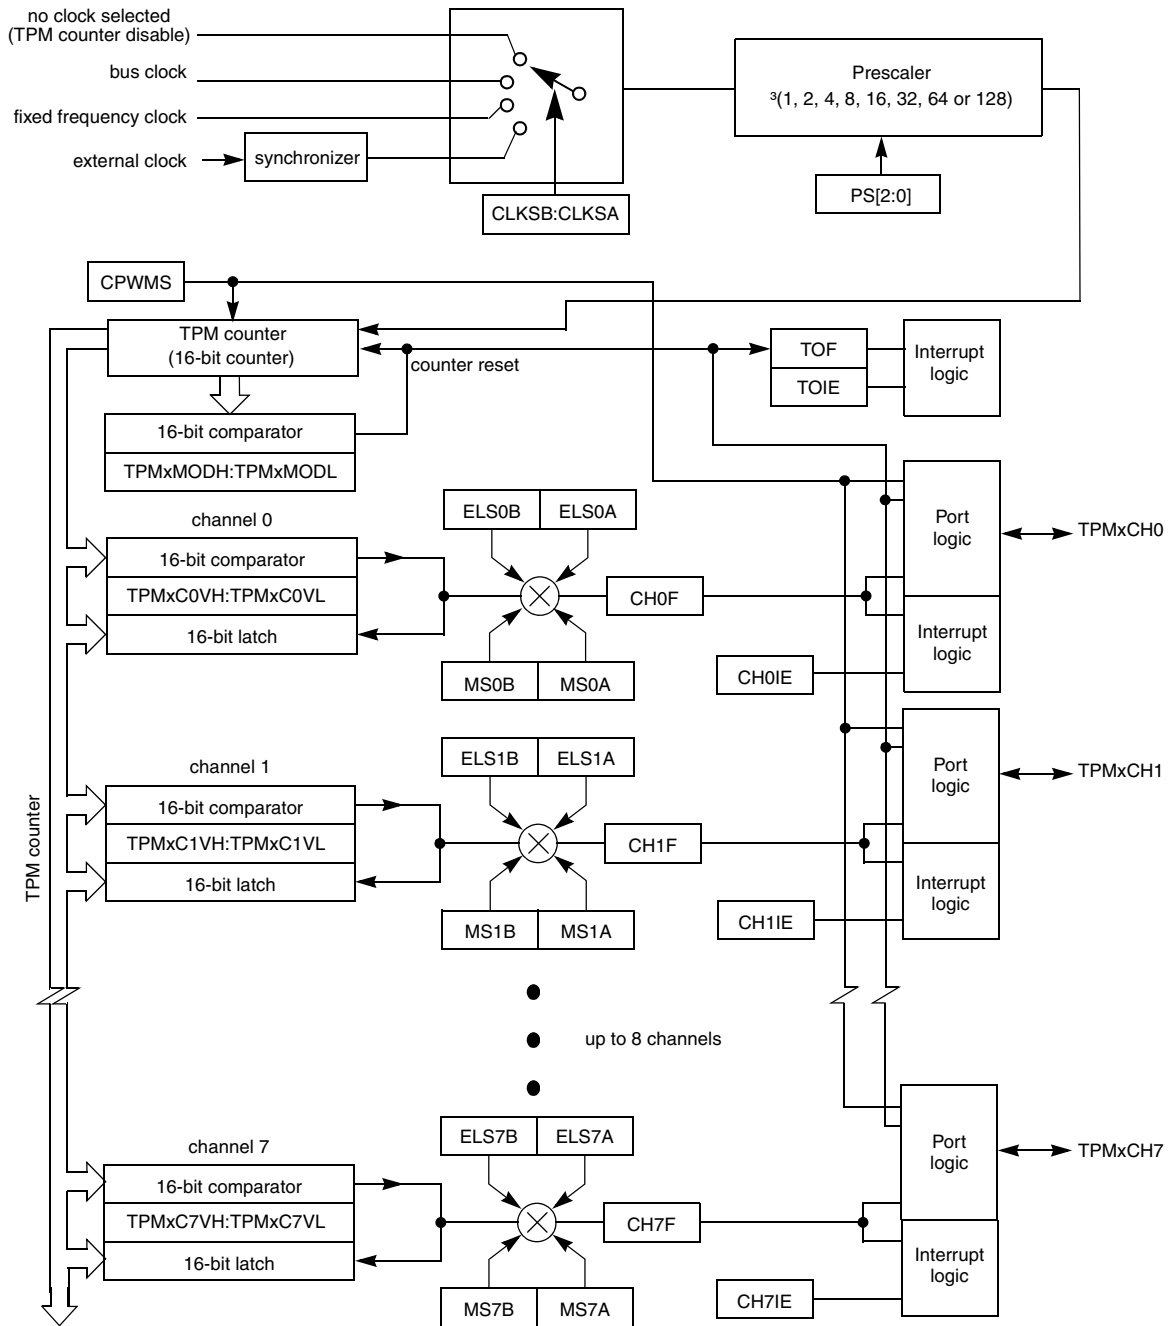 no clock selected
(TPM counter disable)
bus clock
fixed frequency clock
external clock
synchronizer
CLKSB:CLKSA
Prescaler
³(1, 2, 4, 8, 16, 32, 64 or 128)
PS[2:0]
CPWMS
TPM counter
(16-bit counter)
counter reset
TOF
TOIE
Interrupt
logic
16-bit comparator
TPMxMODH:TPMxMODL
channel 0
16-bit comparator
TPMxC0VH:TPMxC0VL
16-bit latch
ELS0B
ELS0A
MS0B
MS0A
CH0F
CH0IE
Port
logic
Interrupt
logic
TPMxCH0
TPM counter
channel 1
16-bit comparator
TPMxC1VH:TPMxC1VL
16-bit latch
ELS1B
ELS1A
MS1B
MS1A
CH1F
CH1IE
Port
logic
Interrupt
logic
TPMxCH1
up to 8 channels
channel 7
16-bit comparator
TPMxC7VH:TPMxC7VL
16-bit latch
ELS7B
ELS7A
MS7B
MS7A
CH7F
CH7IE
Port
logic
Interrupt
logic
TPMxCH7